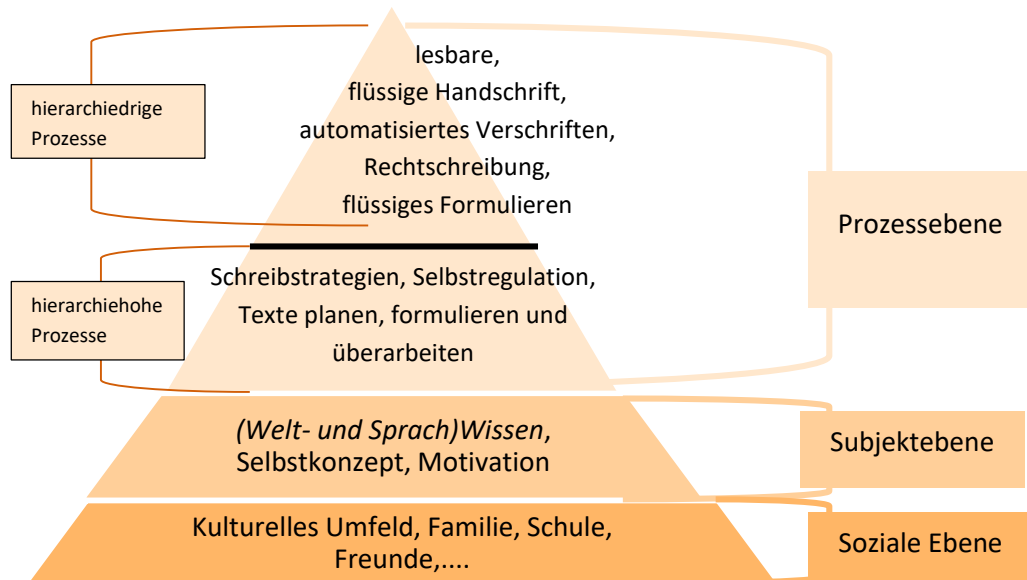 lesbare,
flüssige Handschrift,
automatisiertes Verschriften,
Rechtschreibung,
flüssiges Formulieren
hierarchiedrige
Prozesse
Prozessebene
Schreibstrategien, Selbstregulation,
Texte planen, formulieren und
überarbeiten
hierarchiehohe
Prozesse
(Welt- und Sprach)Wissen,
Selbstkonzept, Motivation
Subjektebene
Kulturelles Umfeld, Familie, Schule,
Freunde,....
Soziale Ebene